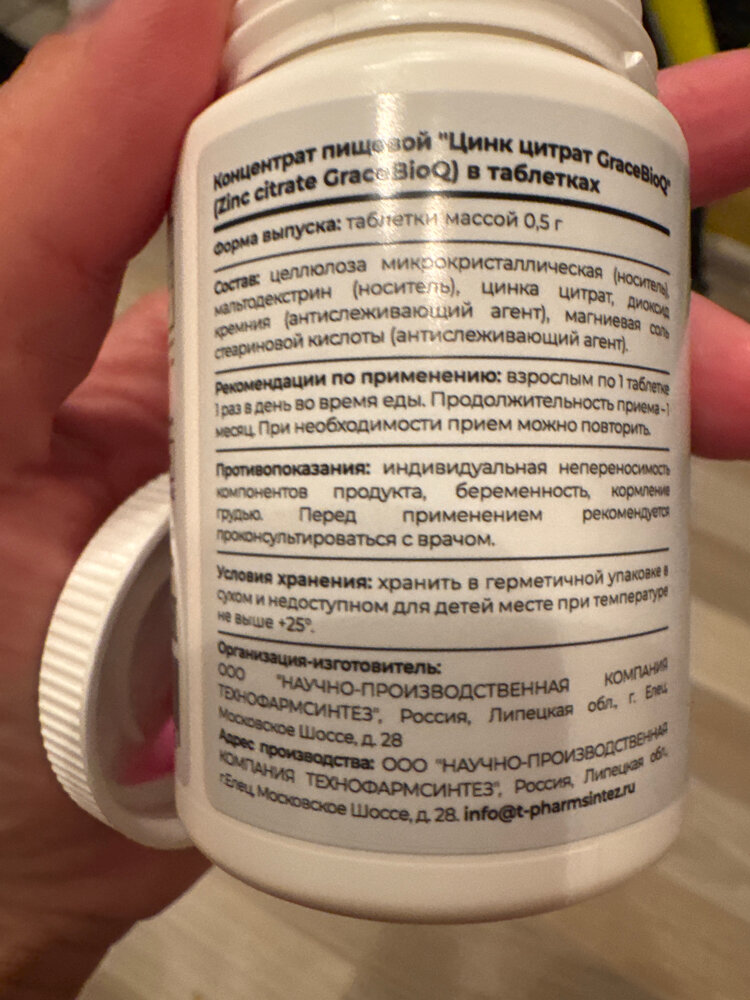 Концентрат пищевой "Цинк цитрат GraceBioQ"
(Zinc citrate GraceBioQ) в таблетках
Форма выпуска: таблетки массой 0,5 г
Состав: целлюлоза микрокристаллическая (носитель),
мальтодекстрин (носитель), цинка цитрат, диоксид
кремния (антислеживающий агент), магниевая соль
стеариновой кислоты (антислеживающий агент).
Рекомендации по применению: взрослым по 1 таблетке
1 раз в день во время еды. Продолжительность приема - 1
месяц. При необходимости прием можно повторить.
Противопоказания: индивидуальная непереносимость
компонентов продукта, беременность, кормление
грудью. Перед применением рекомендуется
проконсультироваться с врачом.
Условия хранения: хранить в герметичной упаковке в
сухом и недоступном для детей месте при температуре
не выше +25°.
Организация-изготовитель:
ООО "НАУЧНО-ПРОИЗВОДСТВЕННАЯ КОМПАНИЯ
ТЕХНОФАРМСИНТЕЗ", Россия, Липецкая обл., г. Елец,
Московское Шоссе, д. 28
Адрес производства: ООО "НАУЧНО-ПРОИЗВОДСТВЕННАЯ
КОМПАНИЯ ТЕХНОФАРМСИНТЕЗ", Россия, Липецкая обл.,
г.Елец, Московское Шоссе, д. 28. info@t-pharmsintez.ru